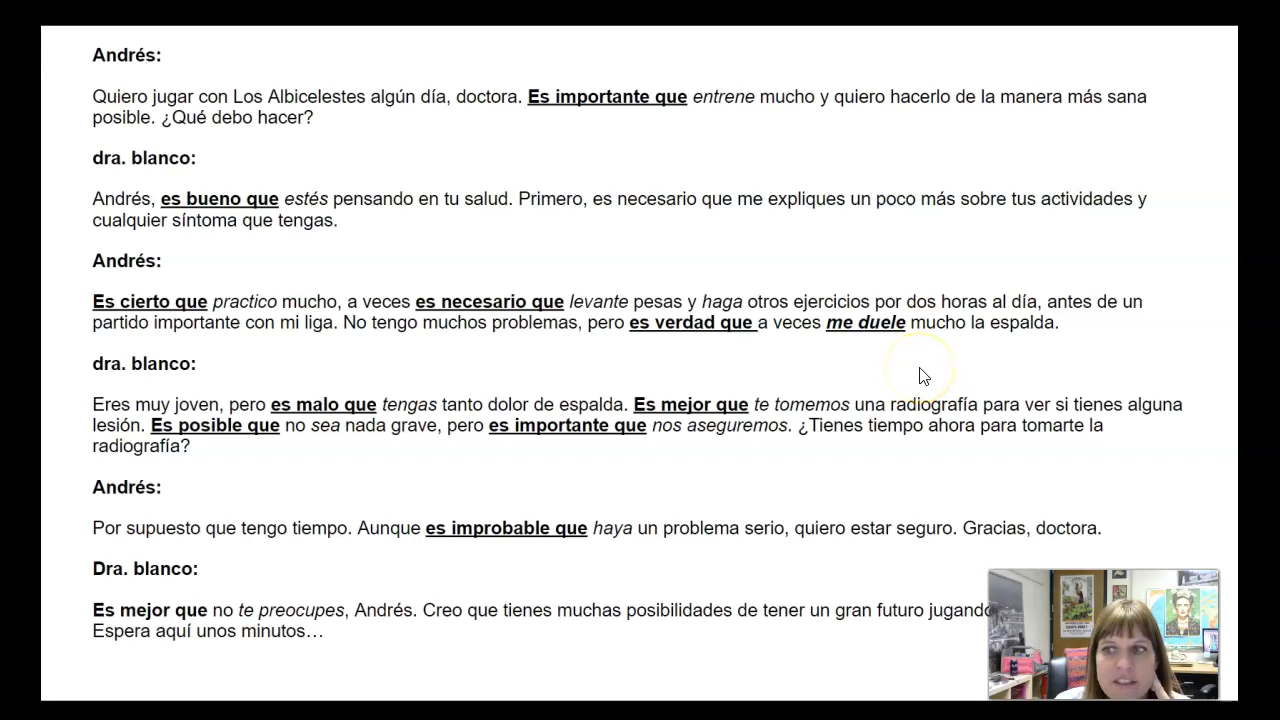 Andrés:
Quiero jugar con Los Albicelestes algún día, doctora. Es importante que entrene mucho y quiero hacerlo de la manera más sana
posible. ¿Qué debo hacer?
dra. blanco:
Andrés, es bueno que estés pensando en tu salud. Primero, es necesario que me expliques un poco más sobre tus actividades y
cualquier síntoma que tengas.
Andrés:
Es cierto que practico mucho, a veces es necesario que levante pesas y haga otros ejercicios por dos horas al día, antes de un
partido importante con mi liga. No tengo muchos problemas, pero es verdad que a veces me duele mucho la espalda.
dra. blanco:
Eres muy joven, pero es malo que tengas tanto dolor de espalda. Es mejor que te tomemos una radiografía para ver si tienes alguna
lesión. Es posible que no sea nada grave, pero es importante que nos aseguremos. ¿Tienes tiempo ahora para tomarte la
radiografía?
Andrés:
Por supuesto que tengo tiempo. Aunque es improbable que haya un problema serio, quiero estar seguro. Gracias, doctora.
Dra. blanco:
Es mejor que no te preocupes, Andrés. Creo que tienes muchas posibilidades de tener un gran futuro jugando
Espera aquí unos minutos…